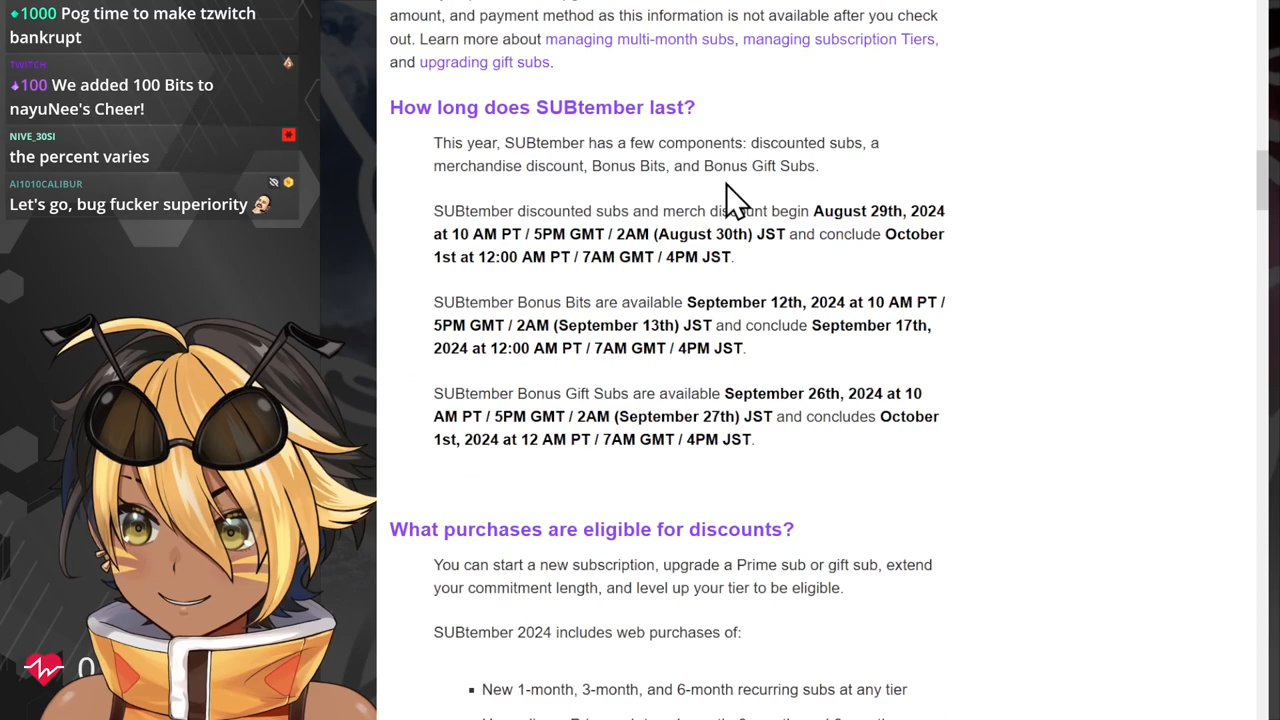 1000 Pog time to make tzwitch
bankrupt
TWITCH
100 We added 100 Bits to
nayuNee's Cheer!
NIVE_30SI
the percent varies
AI1010CALIBUR
Let's go, bug fucker superiority
0
amount, and payment method as this information is not available after you check
out. Learn more about managing multi-month subs, managing subscription Tiers,
and upgrading gift subs.
How long does SUBtember last?
This year, SUBtember has a few components: discounted subs, a
merchandise discount, Bonus Bits, and Bonus Gift Subs.
SUBtember discounted subs and merch discount begin August 29th, 2024
at 10 AM PT / 5PM GMT / 2AM (August 30th) JST and conclude October
1st at 12:00 AM PT / 7AM GMT / 4PM JST.
SUBtember Bonus Bits are available September 12th, 2024 at 10 AM PT /
5PM GMT / 2AM (September 13th) JST and conclude September 17th,
2024 at 12:00 AM PT / 7AM GMT / 4PM JST.
SUBtember Bonus Gift Subs are available September 26th, 2024 at 10
AM PT / 5PM GMT / 2AM (September 27th) JST and concludes October
1st, 2024 at 12 AM PT / 7AM GMT / 4PM JST.
What purchases are eligible for discounts?
You can start a new subscription, upgrade a Prime sub or gift sub, extend
your commitment length, and level up your tier to be eligible.
SUBtember 2024 includes web purchases of:
▪ New 1-month, 3-month, and 6-month recurring subs at any tier